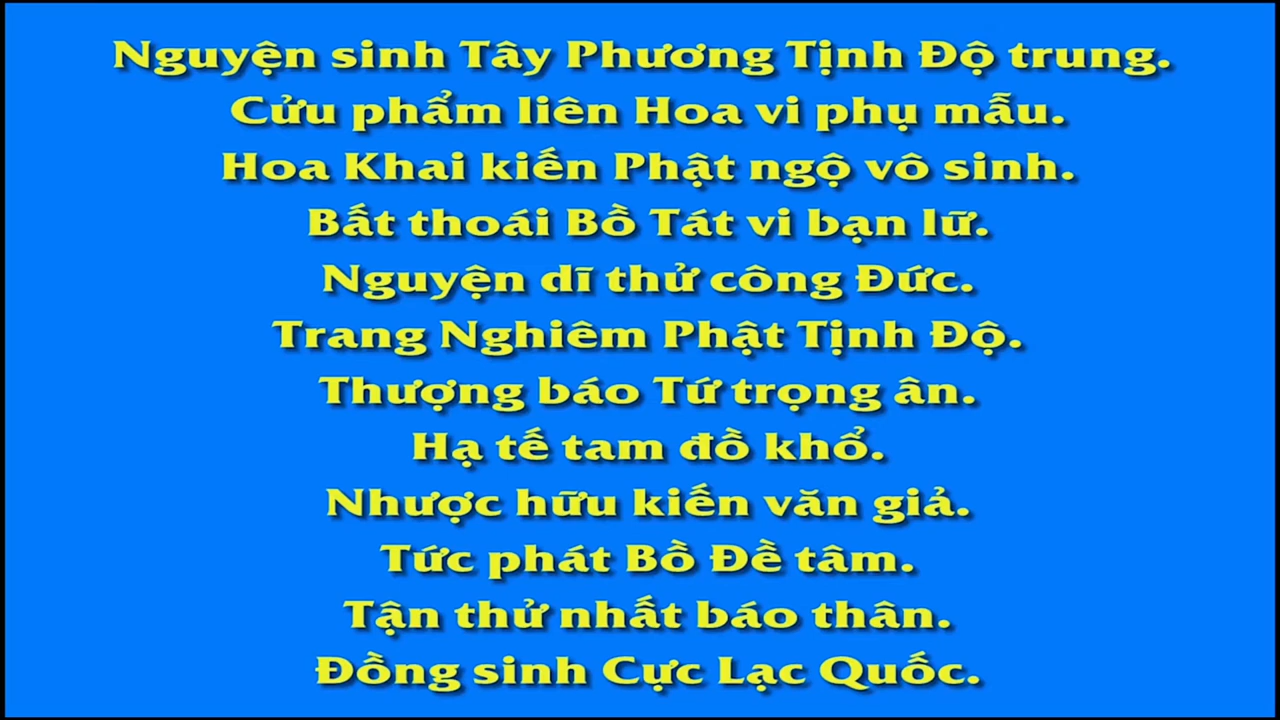 Nguyện sinh Tây Phương Tịnh Độ trung.
Cửu phẩm liên Hoa vi phụ mẫu.
Hoa Khai kiến Phật ngộ vô sinh.
Bất thoái Bồ Tát vi bạn lữ.
Nguyện dĩ thử công Đức.
Trang Nghiêm Phật Tịnh Độ.
Thượng báo Tứ trọng ân.
Hạ tế tam đồ khổ.
Nhược hữu kiến văn giả.
Tức phát Bồ Đề tâm.
Tận thử nhất báo thân.
Đồng sinh Cực Lạc Quốc.